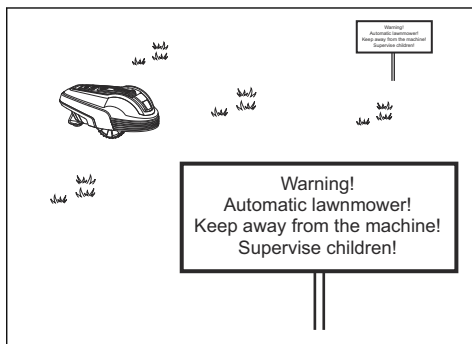 Warning!
Automatic lawnmower!
Keep away from the machine!
Supervise children!
Warning!
Automatic lawnmower!
Keep away from the machine!
Supervise children!